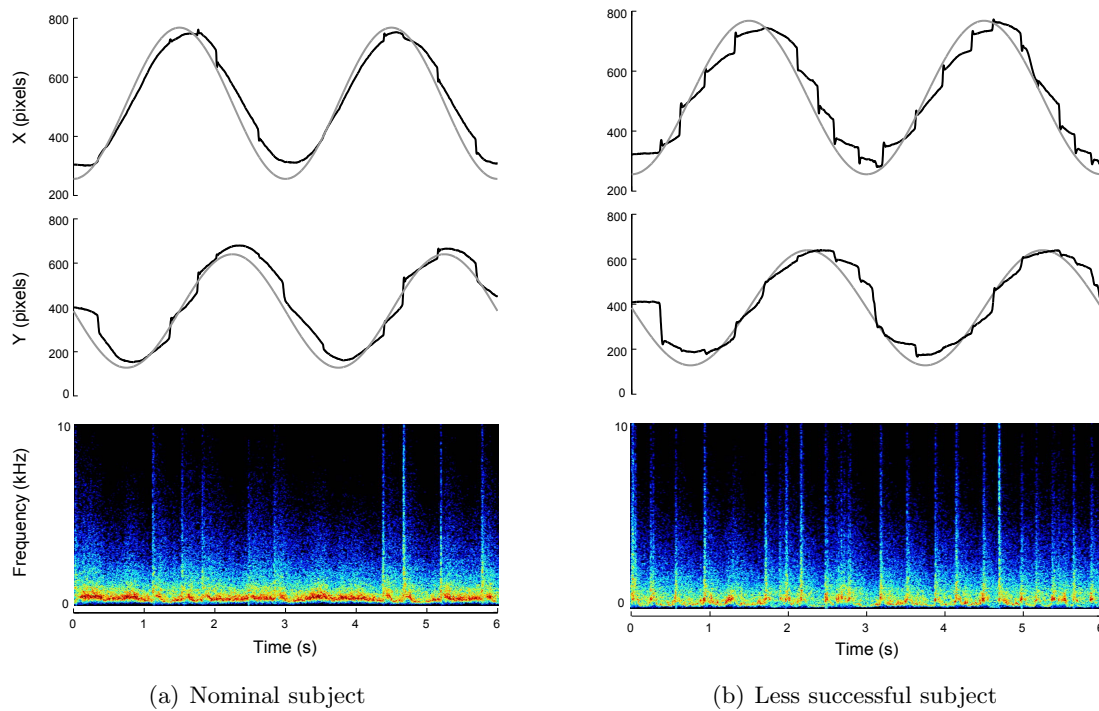 800
600
400
200
X (pixels)
800
600
400
200
0
Y (pixels)
10
0
Frequency (kHz)
0 1 2 3 4 5 6
Time (s)
(a) Nominal subject
800
600
400
200
800
600
400
200
0
10
0
0 1 2 3 4 5 6
Time (s)
(b) Less successful subject